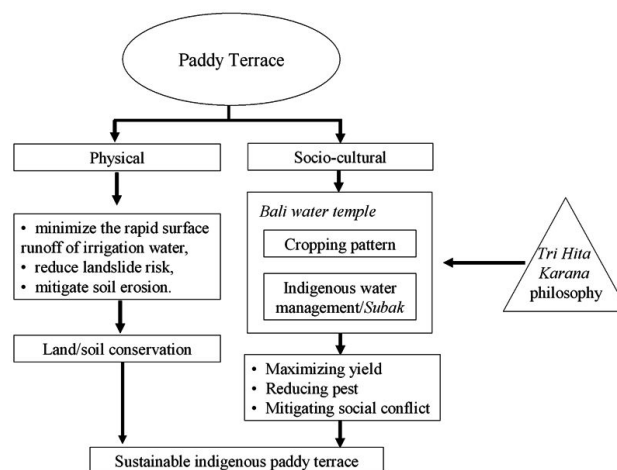 Paddy Terrace
Physical
Socio-cultural
• minimize the rapid surface
runoff of irrigation water,
• reduce landslide risk,
• mitigate soil erosion.
Bali water temple
Cropping pattern
Indigenous water
management/Subak
Tri Hita
Karana
philosophy
Land/soil conservation
• Maximizing yield
• Reducing pest
• Mitigating social conflict
Sustainable indigenous paddy terrace